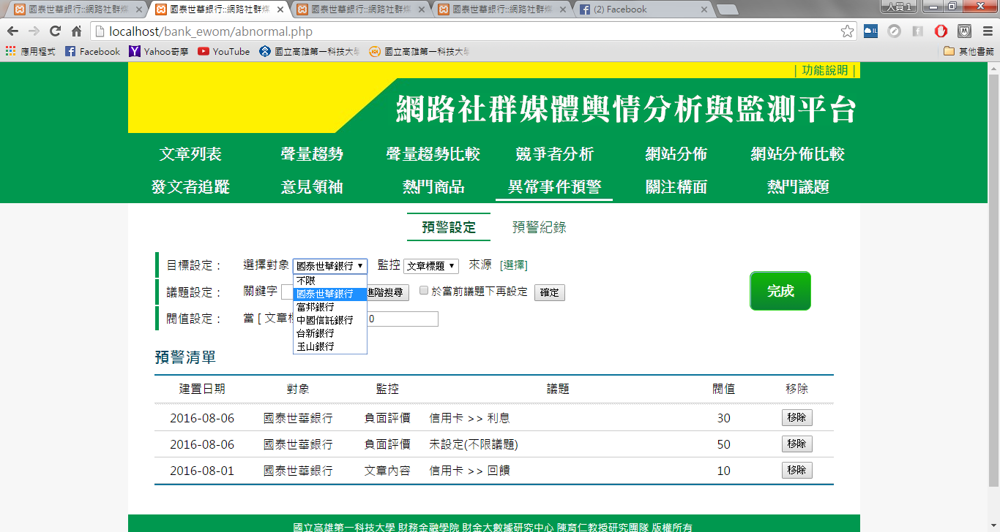 國泰世華銀行::網路社群媒
國泰世華銀行::網路社群媒
國泰世華銀行::網路社群媒
國泰世華銀行::網路社群媒
(2) Facebook
人員 1
localhost/bank_ewom/abnormal.php
應用程式 Facebook Yahoo奇摩 YouTube 國立高雄第一科技大學 國立高雄第一科技大學 其他書籤
| 功能說明 |
網路社群媒體輿情分析與監測平台
文章列表 聲量趨勢 聲量趨勢比較 競爭者分析 網站分佈 網站分佈比較
發文者追蹤 意見領袖 熱門商品 異常事件預警 關注構面 熱門議題
預警設定 預警紀錄
目標設定： 選擇對象 國泰世華銀行 監控 文章標題 來源 [選擇]
議題設定： 關鍵字 進階搜尋 於當前議題下再設定 確定
閥值設定： 當 [ 文章標 0
不限
國泰世華銀行
富邦銀行
中國信託銀行
台新銀行
玉山銀行
完成
預警清單
建置日期 對象 監控 議題 閥值 移除
2016-08-06 國泰世華銀行 負面評價 信用卡 >> 利息 30 移除
2016-08-06 國泰世華銀行 負面評價 未設定(不限議題) 50 移除
2016-08-01 國泰世華銀行 文章內容 信用卡 >> 回饋 10 移除
國立高雄第一科技大學 財務金融學院 財金大數據研究中心 陳育仁教授研究團隊 版權所有